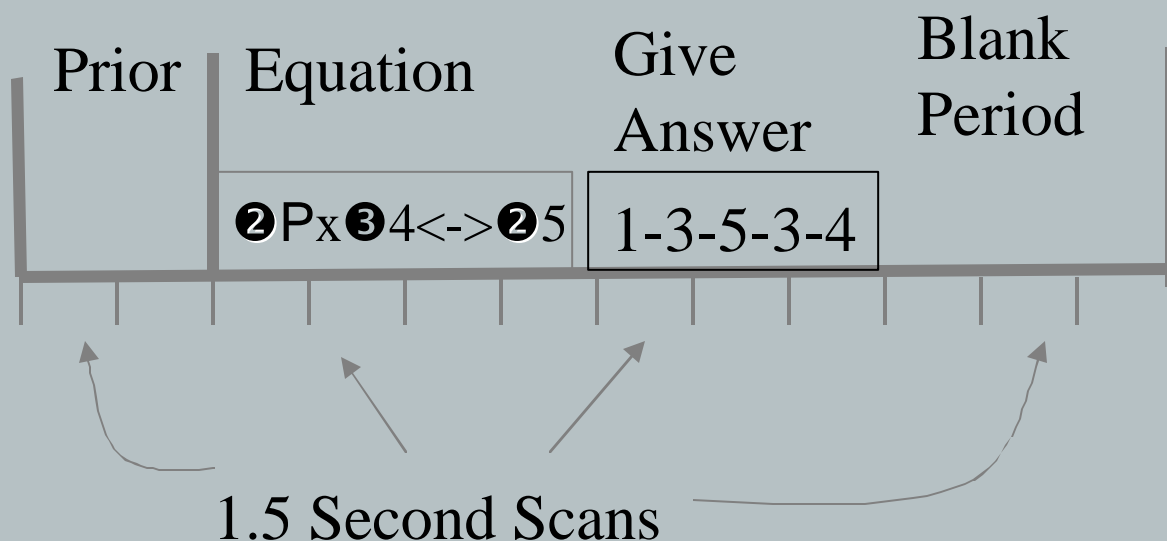 Prior
Equation
Give
Answer
Blank
Period
❷Px❸4<->❷5
1-3-5-3-4
1.5 Second Scans